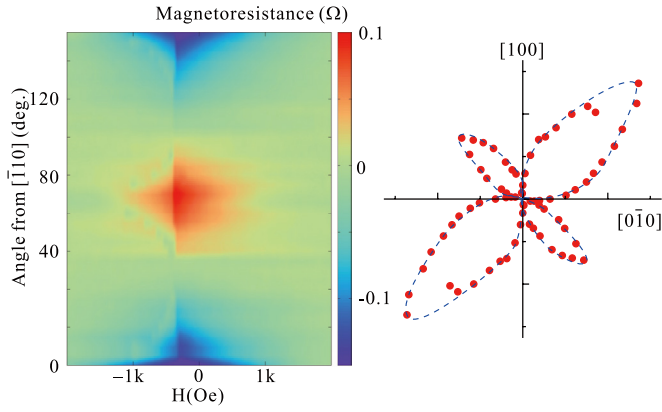 Magnetoresistance (Ω)
Angle from [1̄10] (deg.)
120
80
60
40
0
−1k
0
1k
H(Oe)
0.1
0
-0.1
[100]
[01̄0]